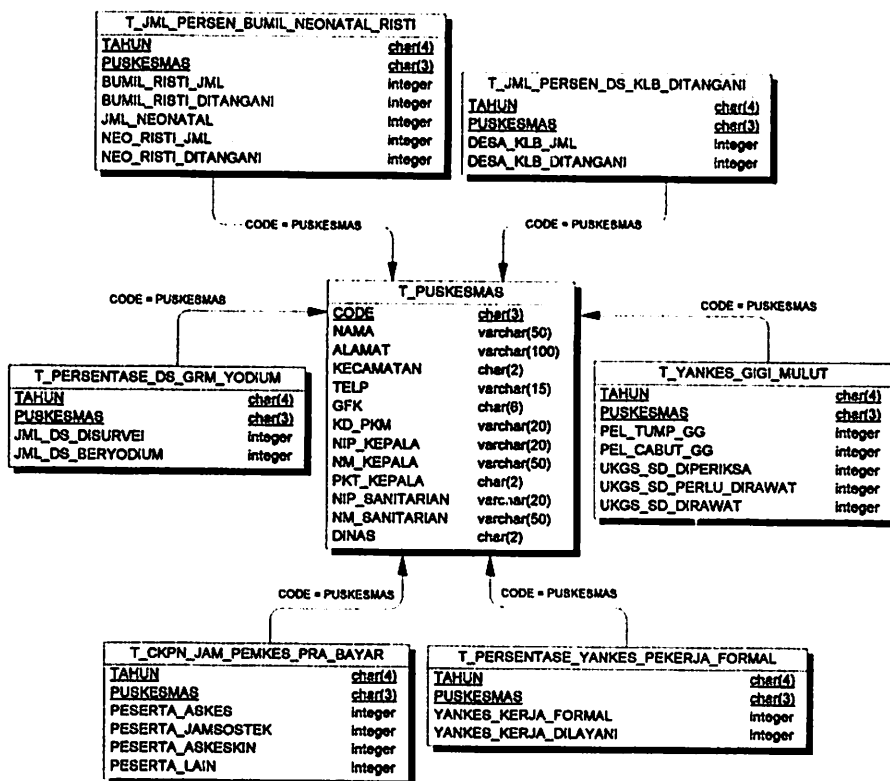 T_JML_PERSEN_BUMIL_NEONATAL_RISTI
TAHUN char(4)
PUSKESMAS char(3)
BUMIL_RISTI_JML integer
BUMIL_RISTI_DITANGANI integer
JML_NEONATAL integer
NEO_RISTI_JML integer
NEO_RISTI_DITANGANI integer
T_JML_PERSEN_DS_KLB_DITANGANI
TAHUN char(4)
PUSKESMAS char(3)
DESA_KLB_JML integer
DESA_KLB_DITANGANI integer
CODE = PUSKESMAS
CODE = PUSKESMAS
T_PUSKESMAS
CODE char(3)
NAMA varchar(50)
ALAMAT varchar(100)
KECAMATAN char(2)
TELP varchar(15)
GFK char(6)
KD_PKM varchar(20)
NIP_KEPALA varchar(20)
NM_KEPALA varchar(50)
PKT_KEPALA char(2)
NIP_SANITARIAN varchar(20)
NM_SANITARIAN varchar(50)
DINAS char(2)
CODE = PUSKESMAS
T_PERSENTASE_DS_GRM_YODIUM
TAHUN char(4)
PUSKESMAS char(3)
JML_DS_DISURVEI integer
JML_DS_BERYODIUM integer
CODE = PUSKESMAS
T_YANKES_GIGI_MULUT
TAHUN char(4)
PUSKESMAS char(3)
PEL_TUMP_GG integer
PEL_CABUT_GG integer
UKGS_SD_DIPERIKSA integer
UKGS_SD_PERLU_DIRAWAT integer
UKGS_SD_DIRAWAT integer
CODE = PUSKESMAS
CODE = PUSKESMAS
T_CKPN_JAM_PEMKES_PRA_BAYAR
TAHUN char(4)
PUSKESMAS char(3)
PESERTA_ASKES integer
PESERTA_JAMSOSTEK integer
PESERTA_ASKESKIN integer
PESERTA_LAIN integer
T_PERSENTASE_YANKES_PEKERJA_FORMAL
TAHUN char(4)
PUSKESMAS char(3)
YANKES_KERJA_FORMAL integer
YANKES_KERJA_DILAYANI integer